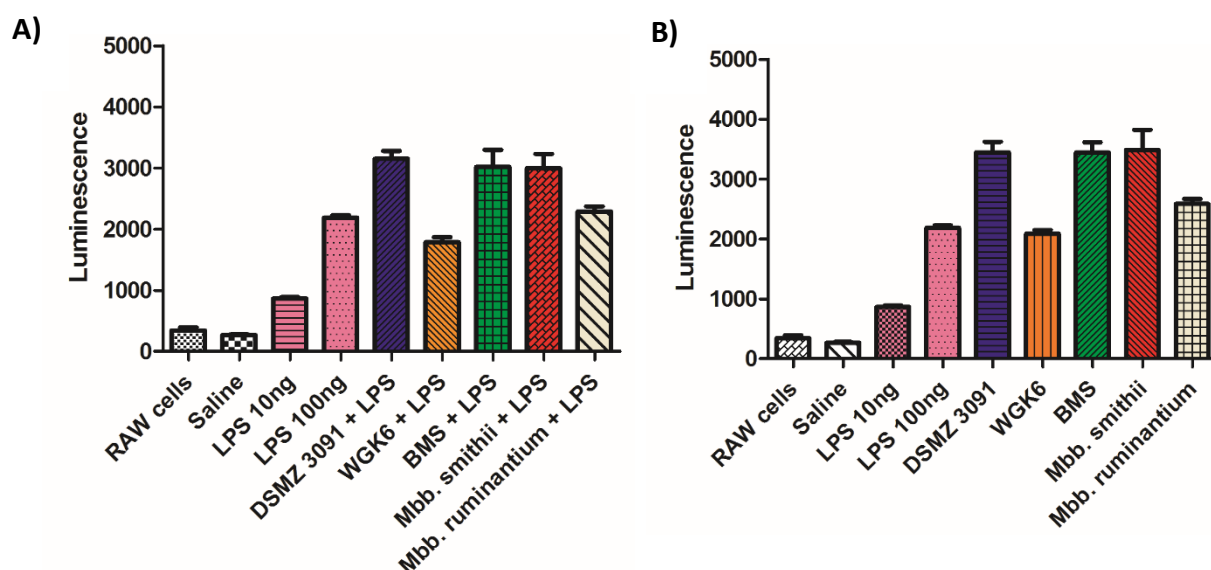 A)
Luminescence
5000
4000
3000
2000
1000
0
RAW cells
Saline
LPS 10ng
LPS 100ng
DSMZ 3091 + LPS
WGK6 + LPS
BMS + LPS
Mbb. smithii + LPS
Mbb. ruminantium + LPS
B)
Luminescence
5000
4000
3000
2000
1000
0
RAW cells
Saline
LPS 10ng
LPS 100ng
DSMZ 3091
WGK6
BMS
Mbb. smithii
Mbb. ruminantium